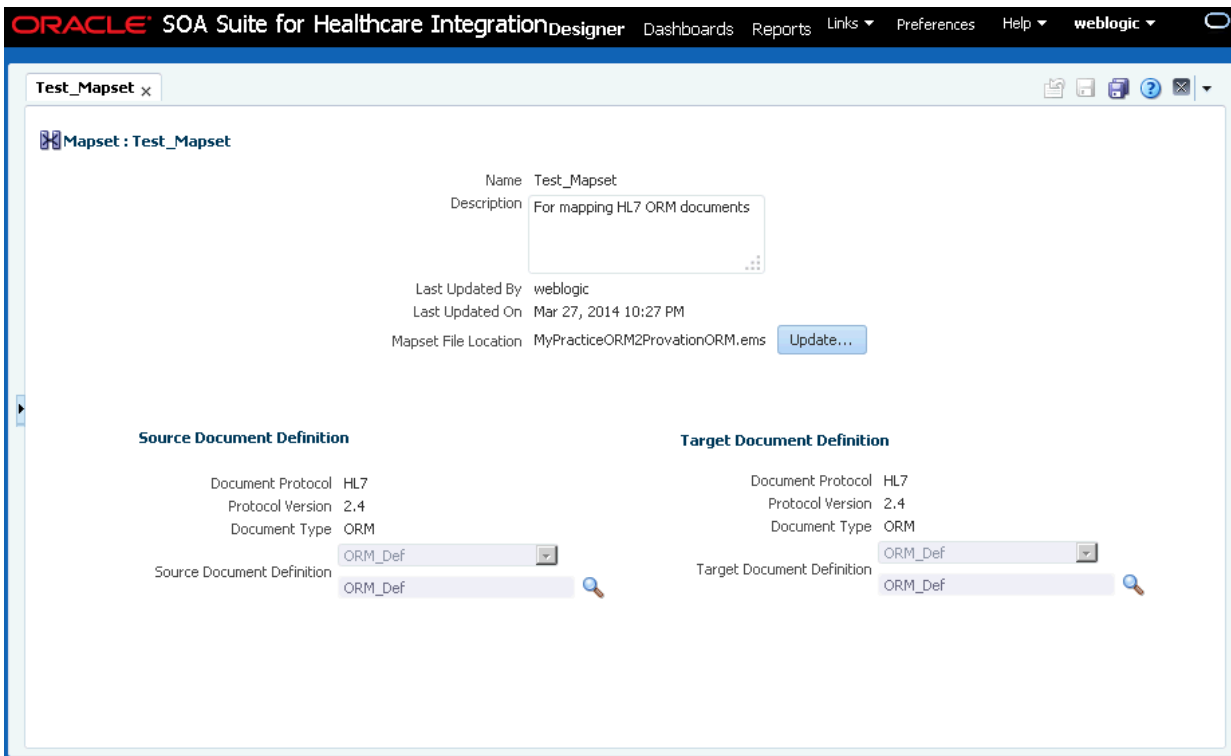 ORACLE SOA Suite for Healthcare Integration Designer Dashboards Reports Links Preferences Help weblogic
Test_Mapset x
Mapset : Test_Mapset
Name Test_Mapset
Description For mapping HL7 ORM documents
Last Updated By weblogic
Last Updated On Mar 27, 2014 10:27 PM
Mapset File Location MyPracticeORM2ProvationORM.ems Update...
Source Document Definition
Document Protocol HL7
Protocol Version 2.4
Document Type ORM
ORM_Def
Source Document Definition
ORM_Def
Target Document Definition
Document Protocol HL7
Protocol Version 2.4
Document Type ORM
ORM_Def
Target Document Definition
ORM_Def